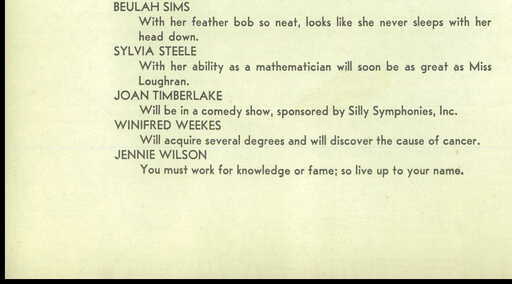 BEULAH SIMS
With her feather bob so neat, looks like she never sleeps with her
head down.
SYLVIA STEELE
With her ability as a mathematician will soon be as great as Miss
Loughran.
JOAN TIMBERLAKE
Will be in a comedy show, sponsored by Silly Symphonies, Inc.
WINIFRED WEEKES
Will acquire several degrees and will discover the cause of cancer.
JENNIE WILSON
You must work for knowledge or fame; so live up to your name.